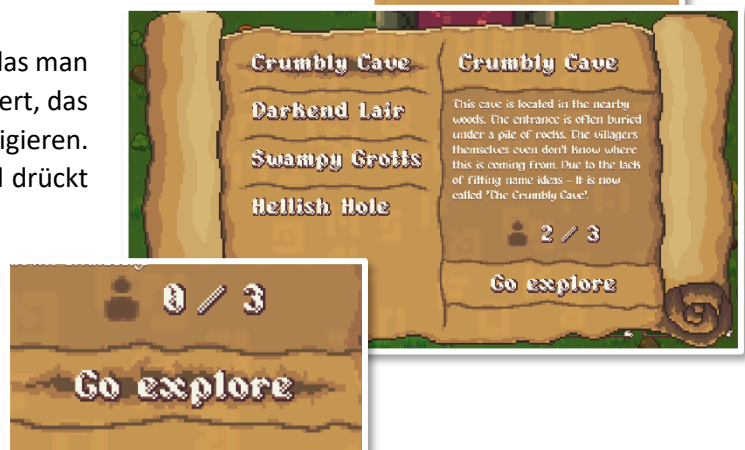 das man
ert, das
igieren.
drückt
Crumbly Cave
Darkend Lair
Swampy Grotts
Hellish Hole
Crumbly Cave
This cave is located in the nearby
woods. The entrance is often buried
under a pile of rocks. The villagers
themselves even don't know where
this is coming from. Due to the lack
of fitting name ideas - It is now
called 'The Crumbly Cave'.
2 / 3
Go explore
0 / 3
Go explore